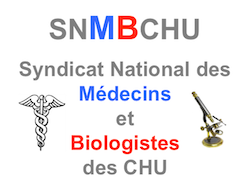 SNMBCHU
Syndicat National des
Médecins
et
Biologistes
des CHU